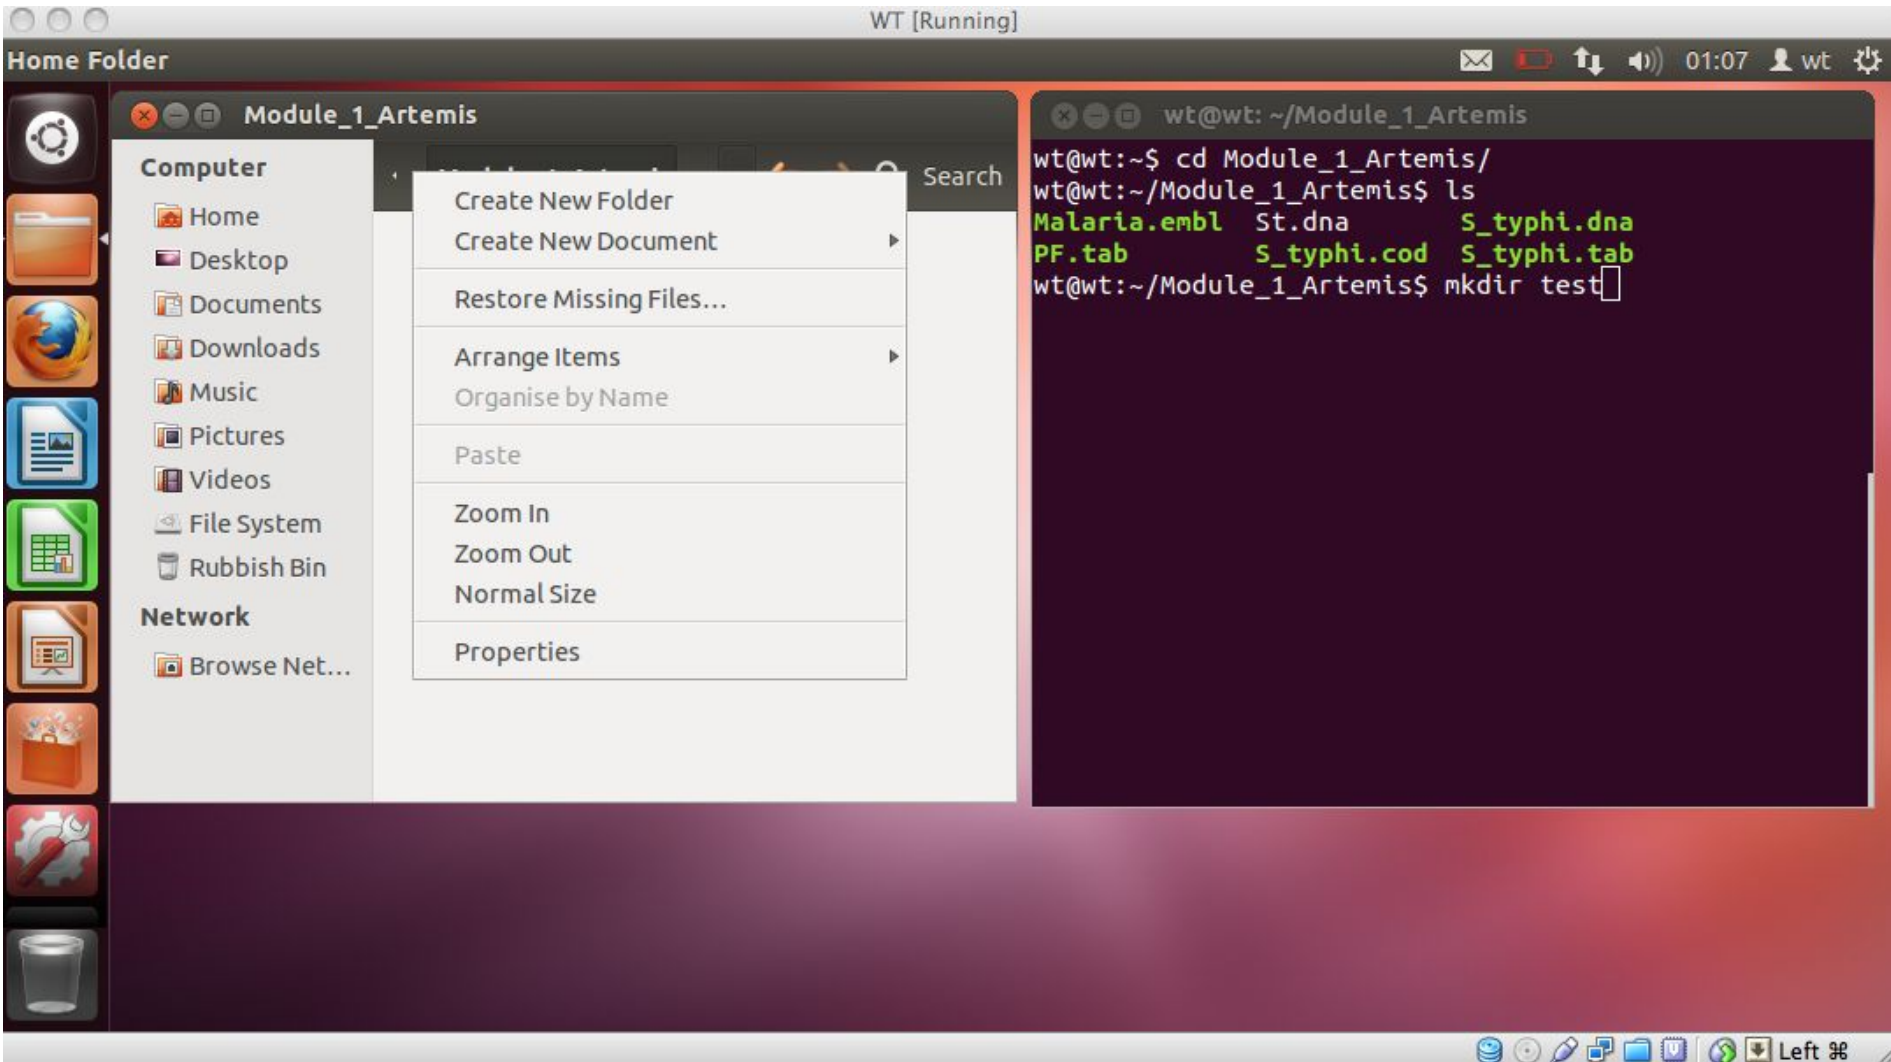 WT [Running]
Home Folder
01:07 wt
Module_1_Artemis
Search
Computer
Home
Desktop
Documents
Downloads
Music
Pictures
Videos
File System
Rubbish Bin
Network
Browse Net...
Create New Folder
Create New Document
Restore Missing Files...
Arrange Items
Organise by Name
Paste
Zoom In
Zoom Out
Normal Size
Properties
wt@wt: ~/Module_1_Artemis
wt@wt:~$ cd Module_1_Artemis/
wt@wt:~/Module_1_Artemis$ ls
Malaria.embl St.dna S_typhi.dna
PF.tab S_typhi.cod S_typhi.tab
wt@wt:~/Module_1_Artemis$ mkdir test
Left ⌘